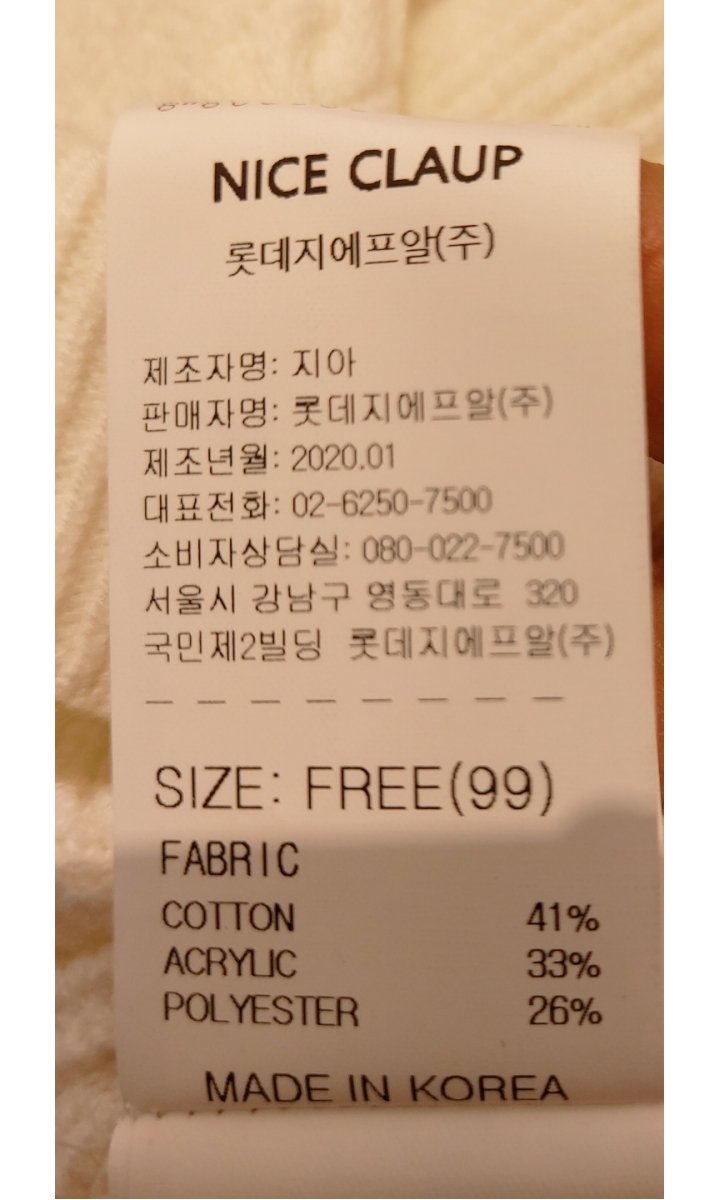 NICE CLAUP
롯데지에프알(주)
제조자명: 지아
판매자명: 롯데지에프알(주)
제조년월: 2020.01
대표전화: 02-6250-7500
소비자상담실: 080-022-7500
서울시 강남구 영동대로 320
국민제2빌딩 롯데지에프알(주)
SIZE: FREE(99)
FABRIC
COTTON 41%
ACRYLIC 33%
POLYESTER 26%
MADE IN KOREA